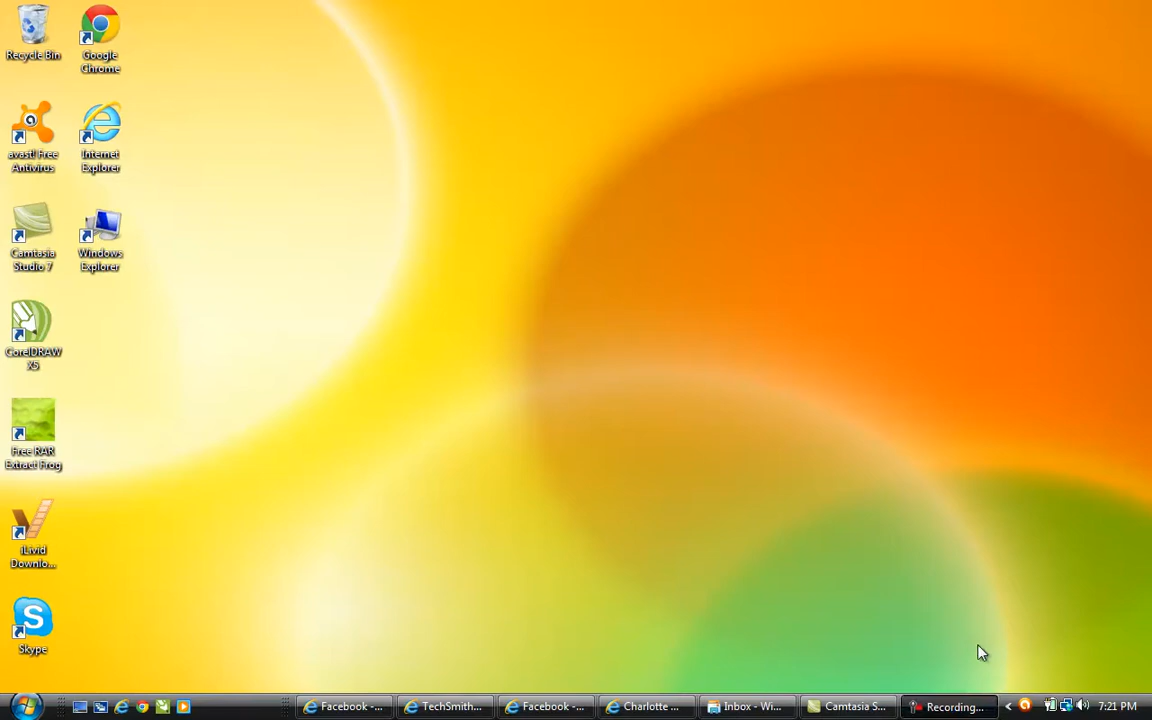 Recycle Bin
Google
Chrome
avast! Free
Antivirus
Internet
Explorer
Camtasia
Studio 7
Windows
Explorer
CorelDRAW
X5
Free RAR
Extract Frog
iLivid
Downlo...
Skype
Facebook -...
TechSmith...
Facebook -...
Charlotte ...
Inbox - Wi...
Camtasia S...
Recording...
7:21 PM